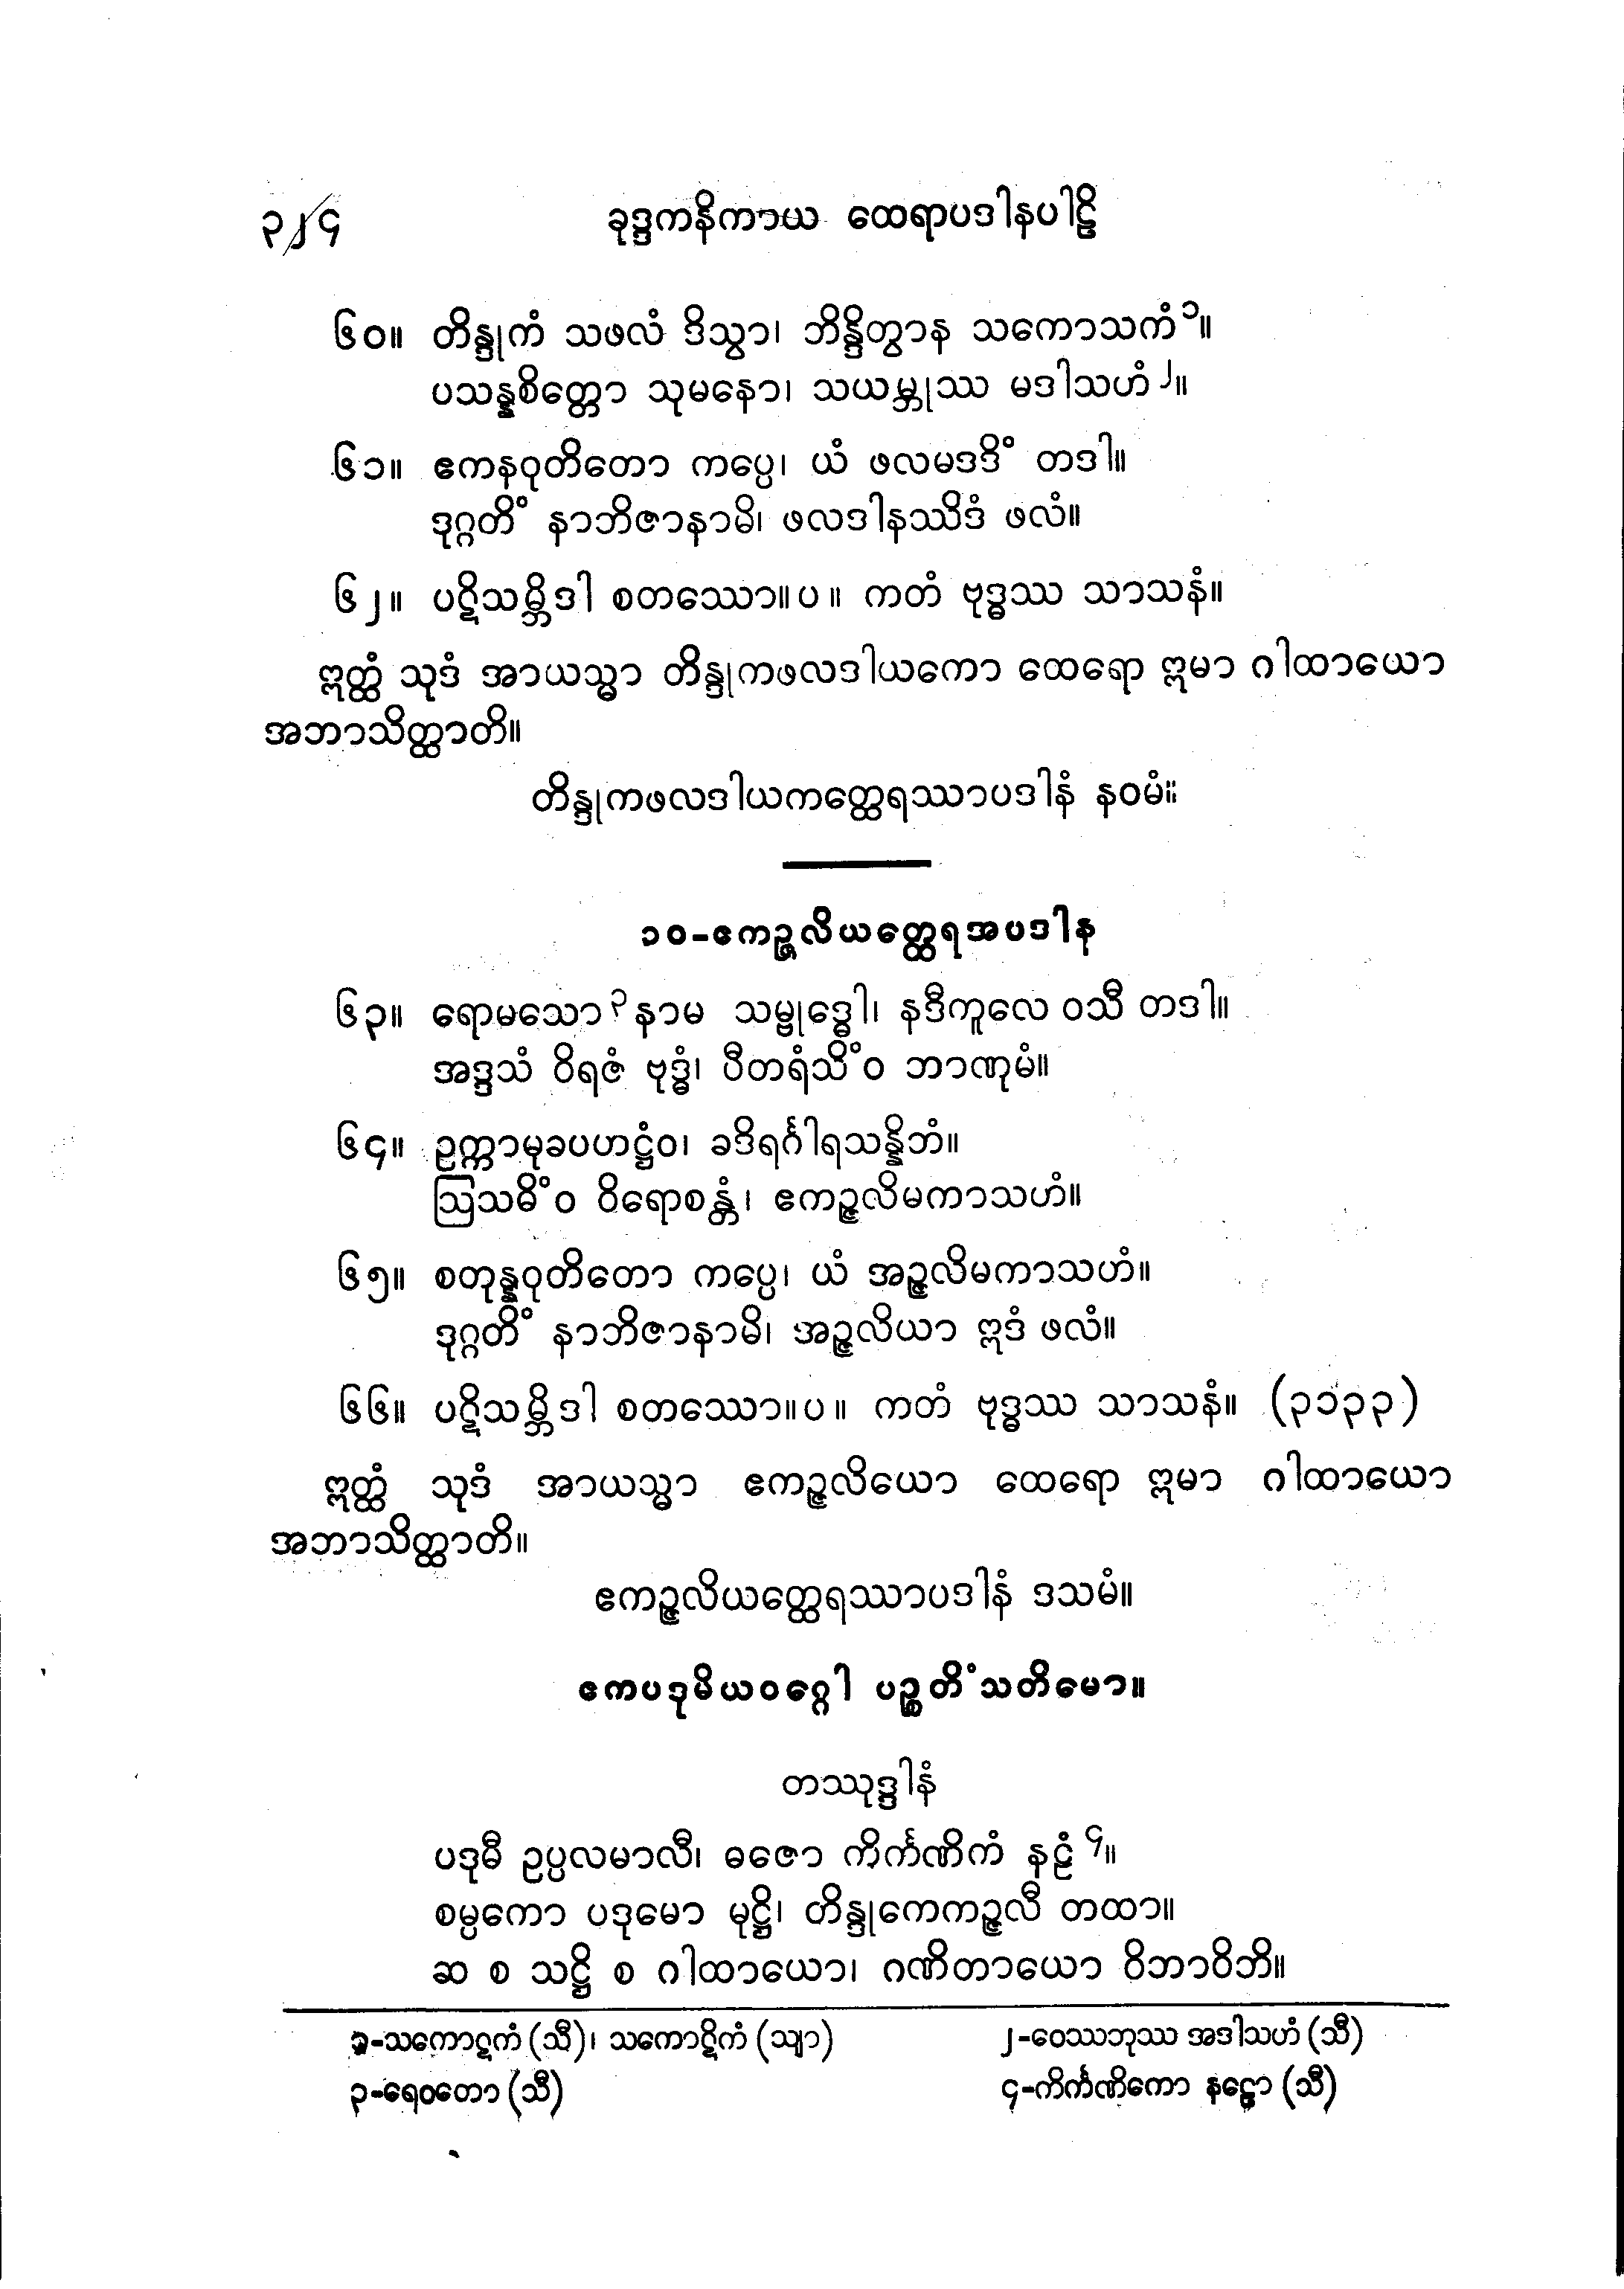 ၃၂၄ ခုဒ္ဒကနိကာယ ထေရာပဒါနပါဠိ
၆၀။ တိန္ဒုကံ သဖလံ ဒိသွာ၊ ဘိန္ဒိတွာန သကောသကံ၁။
ပသန္နစိတ္တော သုမနော၊ သယမ္ဘုဿ မဒါသဟံ၂။
၆၁။ ဧကနဝုတိတော ကပ္ပေ၊ ယံ ဖလမဒဒိံ တဒါ။
ဒုဂ္ဂတိံ နာဘိဇာနာမိ၊ ဖလဒါနဿိဒံ ဖလံ။
၆၂။ ပဋိသမ္ဘိဒါ စတဿော။ပ။ ကတံ ဗုဒ္ဓဿ သာသနံ။
ဣတ္ထံ သုဒံ အာယသ္မာ တိန္ဒုကဖလဒါယကော ထေရော ဣမာ ဂါထာယော
အဘာသိတ္ထာတိ။
တိန္ဒုကဖလဒါယကတ္ထေရဿာပဒါနံ နဝမံ။
၁၀-ဧကဉ္ဇလိယတ္ထေရအပဒါန
၆၃။ ရောမသော၃ နာမ သမ္ဗုဒ္ဓေါ၊ နဒီကူလေ ဝသီ တဒါ။
အဒ္ဒသံ ဝိရဇံ ဗုဒ္ဓံ၊ ပီတရံသိံဝ ဘာဏုမံ။
၆၄။ ဥက္ကာမုခပဟဋ္ဌံဝ၊ ခဒိရင်္ဂါရသန္နိဘံ။
ဩသဓိံဝ ဝိရောစန္တံ၊ ဧကဉ္ဇလိမကာသဟံ။
၆၅။ စတုန္နဝုတိတော ကပ္ပေ၊ ယံ အဉ္ဇလိမကာသဟံ။
ဒုဂ္ဂတိံ နာဘိဇာနာမိ၊ အဉ္ဇလိယာ ဣဒံ ဖလံ။
၆၆။ ပဋိသမ္ဘိဒါ စတဿော။ပ။ ကတံ ဗုဒ္ဓဿ သာသနံ။ (၃၁၃၃)
ဣတ္ထံ သုဒံ အာယသ္မာ ဧကဉ္ဇလိယော ထေရော ဣမာ ဂါထာယော
အဘာသိတ္ထာတိ။
ဧကဉ္ဇလိယတ္ထေရဿာပဒါနံ ဒသမံ။
ဧကပဒုမိယဝဂ္ဂေါ ပဉ္စတိံသတိမော။
တဿုဒ္ဒါနံ
ပဒုမီ ဥပ္ပလမာလီ၊ ဓဇော ကိင်္ကဏိကံ နဠံ၄။
စမ္ပကော ပဒုမော မုဋ္ဌိ၊ တိန္ဒုကေကဉ္ဇလီ တထာ။
ဆ စ သဋ္ဌိ စ ဂါထာယော၊ ဂဏိတာယော ဝိဘာဝိဘိ။
၁-သကောဋကံ (သီ)၊ သကောဋိကံ (သျာ) ၂-ဝေဿဘုဿ အဒါသဟံ (သီ)
၃-ရေဝတော (သီ) ၄-ကိင်္ကဏိကော နဠော (သီ)